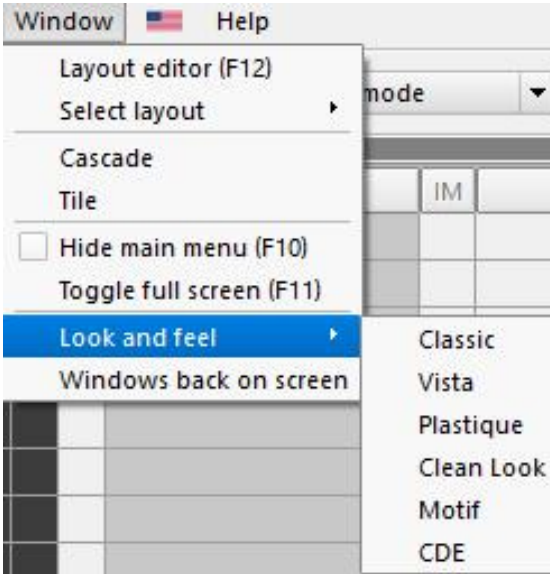 Window Help
Layout editor (F12)
Select layout
mode
Cascade
Tile
IM
Hide main menu (F10)
Toggle full screen (F11)
Look and feel
Windows back on screen
Classic
Vista
Plastique
Clean Look
Motif
CDE